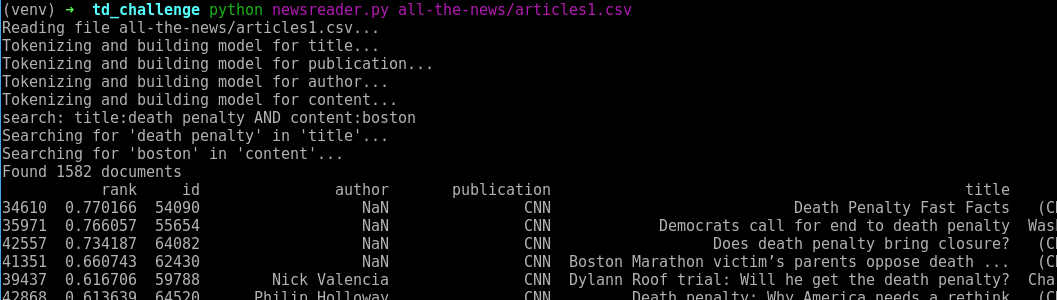 (venv) → td_challenge python newsreader.py all-the-news/articles1.csv
Reading file all-the-news/articles1.csv...
Tokenizing and building model for title...
Tokenizing and building model for publication...
Tokenizing and building model for author...
Tokenizing and building model for content...
search: title:death penalty AND content:boston
Searching for 'death penalty' in 'title'...
Searching for 'boston' in 'content'...
Found 1582 documents
rank id author publication title
34610 0.770166 54090 NaN CNN Death Penalty Fast Facts (C
35971 0.766057 55654 NaN CNN Democrats call for end to death penalty Was
42557 0.734187 64082 NaN CNN Does death penalty bring closure? (C
41351 0.660743 62430 NaN CNN Boston Marathon victim’s parents oppose death ... (C
39437 0.616706 59788 Nick Valencia CNN Dylann Roof trial: Will he get the death penalty? Cha
42868 0.613639 64520 Philip Holloway CNN Death penalty: Why America needs a rethink (C